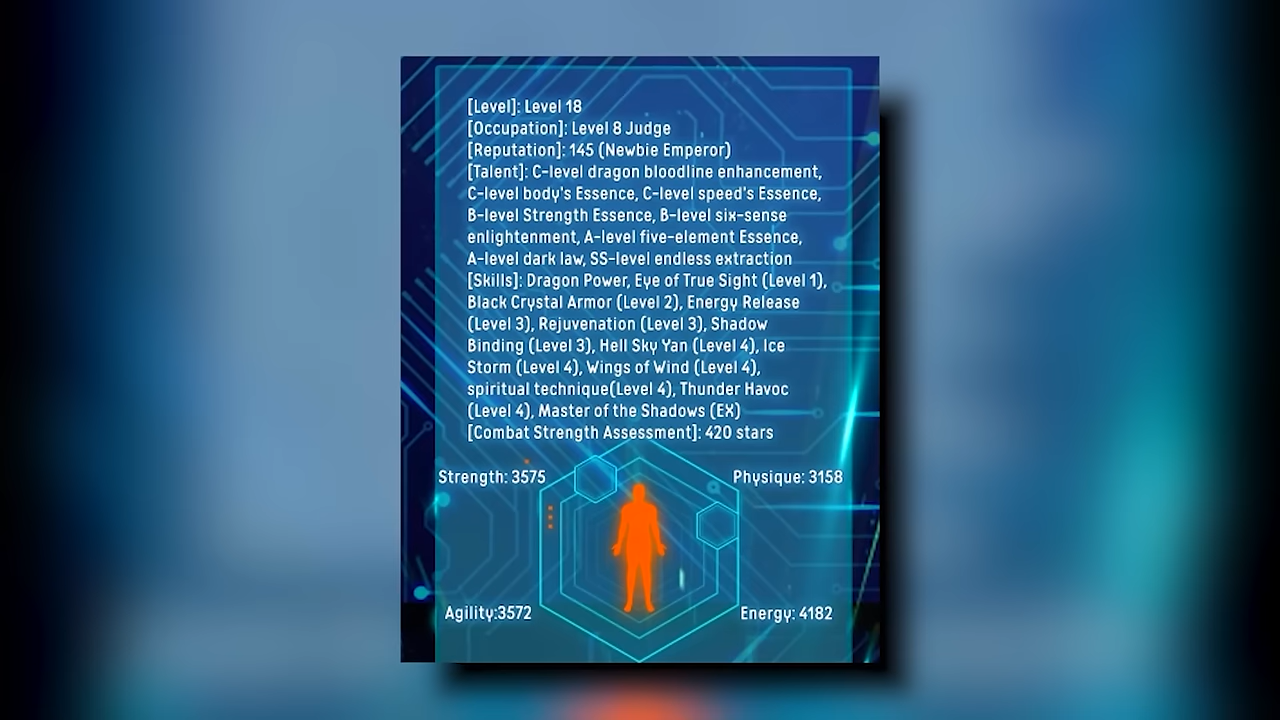 [Level]: Level 18
[Occupation]: Level 8 Judge
[Reputation]: 145 (Newbie Emperor)
[Talent]: C-level dragon bloodline enhancement,
C-level body's Essence, C-level speed's Essence,
B-level Strength Essence, B-level six-sense
enlightenment, A-level five-element Essence,
A-level dark law, SS-level endless extraction
[Skills]: Dragon Power, Eye of True Sight (Level 1),
Black Crystal Armor (Level 2), Energy Release
(Level 3), Rejuvenation (Level 3), Shadow
Binding (Level 3), Hell Sky Yan (Level 4), Ice
Storm (Level 4), Wings of Wind (Level 4),
spiritual technique(Level 4), Thunder Havoc
(Level 4), Master of the Shadows (EX)
[Combat Strength Assessment]: 420 stars
Strength: 3575
Physique: 3158
Agility:3572
Energy: 4182